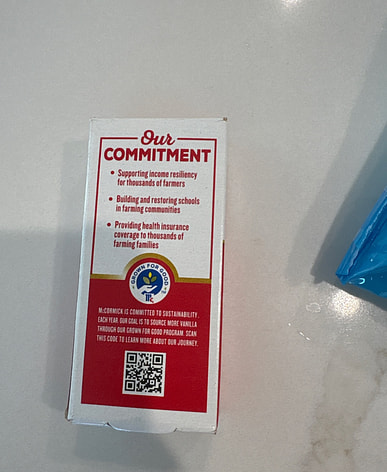 Our
COMMITMENT
• Supporting income resiliency
for thousands of farmers
• Building and restoring schools
in farming communities
• Providing health insurance
coverage to thousands of
farming families
GROWN FOR GOOD
Mc
McCORMICK IS COMMITTED TO SUSTAINABILITY.
EACH YEAR OUR GOAL IS TO SOURCE MORE VANILLA
THROUGH OUR GROWN FOR GOOD PROGRAM. SCAN
THIS CODE TO LEARN MORE ABOUT OUR JOURNEY.